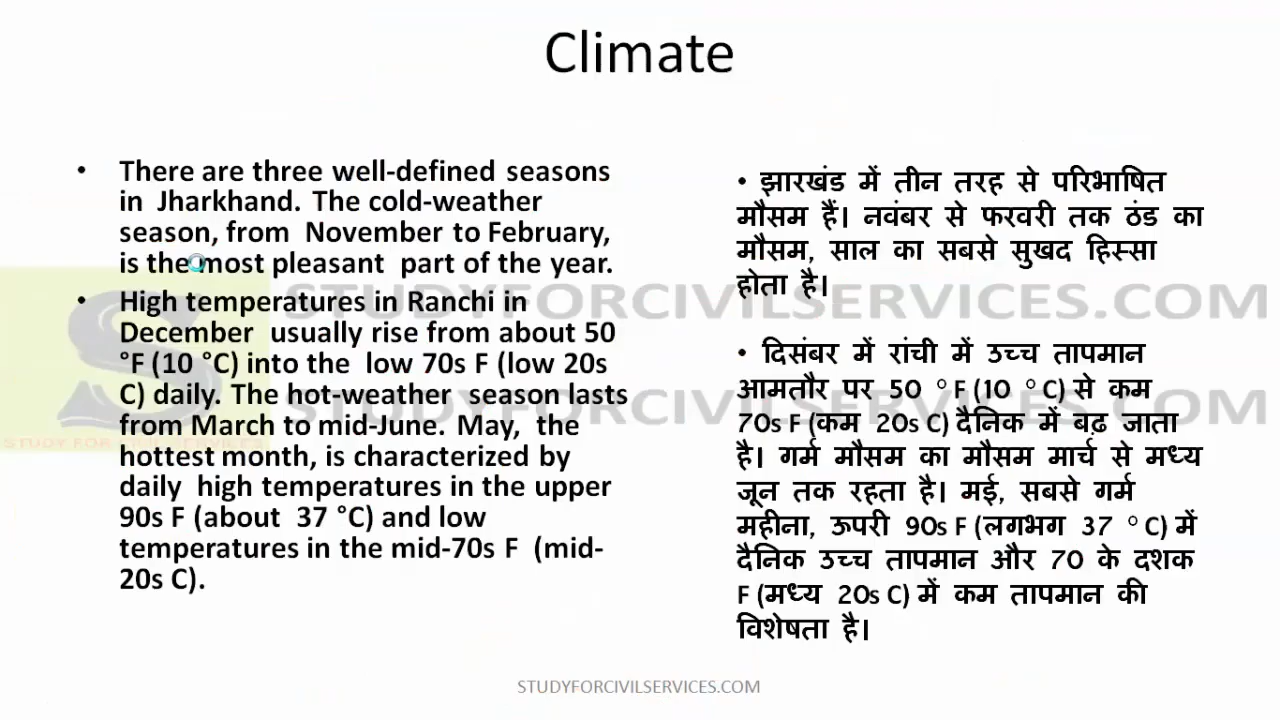 Climate
• There are three well-defined seasons
in Jharkhand. The cold-weather
season, from November to February,
is the most pleasant part of the year.
• High temperatures in Ranchi in
December usually rise from about 50
°F (10 °C) into the low 70s F (low 20s
C) daily. The hot-weather season lasts
from March to mid-June. May, the
hottest month, is characterized by
daily high temperatures in the upper
90s F (about 37 °C) and low
temperatures in the mid-70s F (mid-
20s C).
• झारखंड में तीन तरह से परिभाषित
मौसम हैं। नवंबर से फरवरी तक ठंड का
मौसम, साल का सबसे सुखद हिस्सा
होता है।
• दिसंबर में रांची में उच्च तापमान
आमतौर पर 50 ° F (10 ° C) से कम
70s F (कम 20s C) दैनिक में बढ़ जाता
है। गर्म मौसम का मौसम मार्च से मध्य
जून तक रहता है। मई, सबसे गर्म
महीना, ऊपरी 90s F (लगभग 37 ° C) में
दैनिक उच्च तापमान और 70 के दशक
F (मध्य 20s C) में कम तापमान की
विशेषता है।
STUDYFORCIVILSERVICES.COM
STUDYFORCIVILSERVICES.COM
STUDY FOR CIVIL SERVICES
STUDYFORCIVILSERVICES.COM